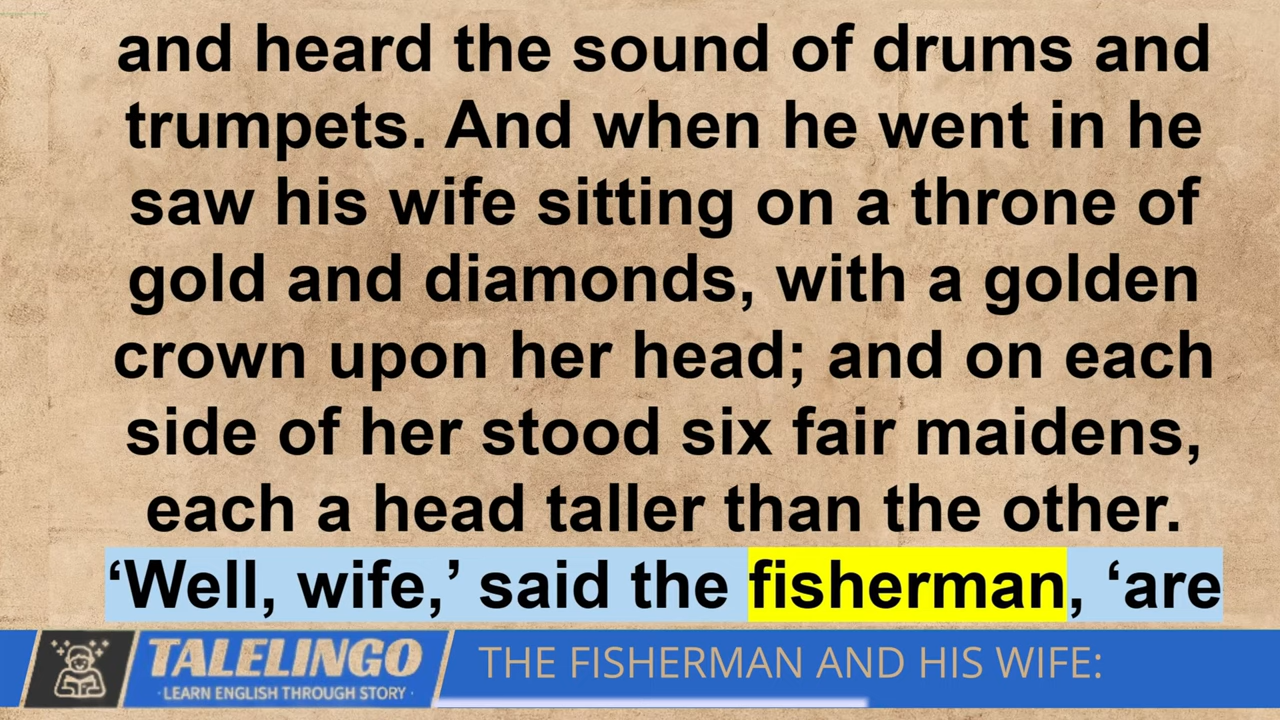 and heard the sound of drums and
trumpets. And when he went in he
saw his wife sitting on a throne of
gold and diamonds, with a golden
crown upon her head; and on each
side of her stood six fair maidens,
each a head taller than the other.
‘Well, wife,’ said the fisherman, ‘are
TALELINGO
· LEARN ENGLISH THROUGH STORY ·
THE FISHERMAN AND HIS WIFE: